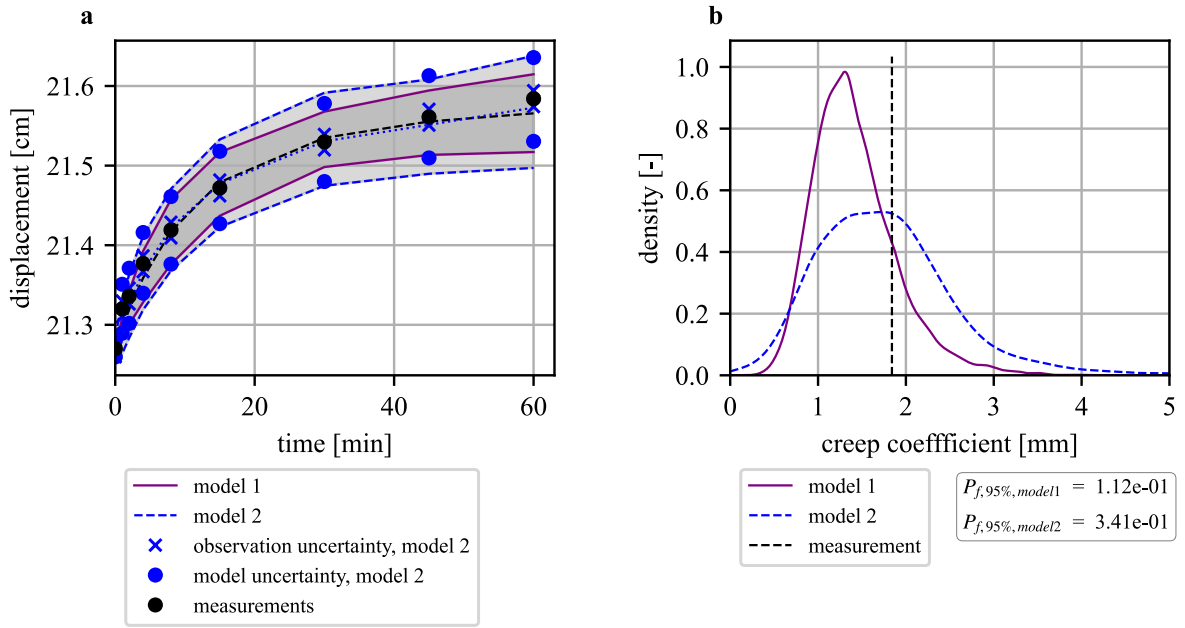 a
displacement [cm]
21.6
21.5
21.4
21.3
0 20 40 60
time [min]
model 1
model 2
observation uncertainty, model 2
model uncertainty, model 2
measurements
b
density [-]
1.0
0.8
0.6
0.4
0.2
0.0
0 1 2 3 4 5
creep coeffficient [mm]
model 1
model 2
measurement
P_{f,95%,model1} = 1.12e-01
P_{f,95%,model2} = 3.41e-01